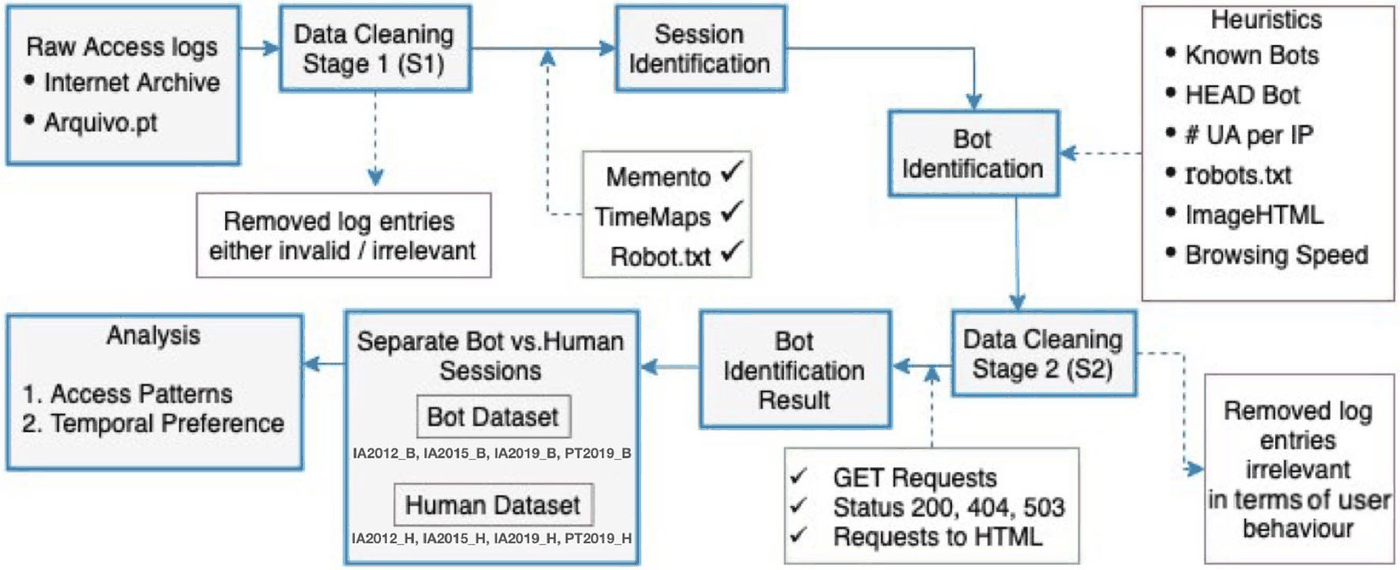 Raw Access logs
• Internet Archive
• Arquivo.pt
Data Cleaning
Stage 1 (S1)
Session
Identification
Heuristics
• Known Bots
• HEAD Bot
• # UA per IP
• robots.txt
• ImageHTML
• Browsing Speed
Bot
Identification
Memento ✓
TimeMaps ✓
Robot.txt ✓
Removed log entries
either invalid / irrelevant
Analysis
1. Access Patterns
2. Temporal Preference
Separate Bot vs.Human
Sessions
Bot Dataset
IA2012_B, IA2015_B, IA2019_B, PT2019_B
Human Dataset
IA2012_H, IA2015_H, IA2019_H, PT2019_H
Bot
Identification
Result
Data Cleaning
Stage 2 (S2)
✓ GET Requests
✓ Status 200, 404, 503
✓ Requests to HTML
Removed log
entries
irrelevant
in terms of user
behaviour